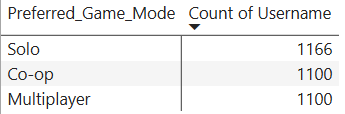 Preferred_Game_Mode Count of Username
Solo 1166
Co-op 1100
Multiplayer 1100